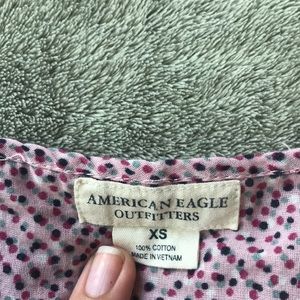 AMERICAN EAGLE
OUTFITTERS
XS
100% COTTON
MADE IN VIETNAM